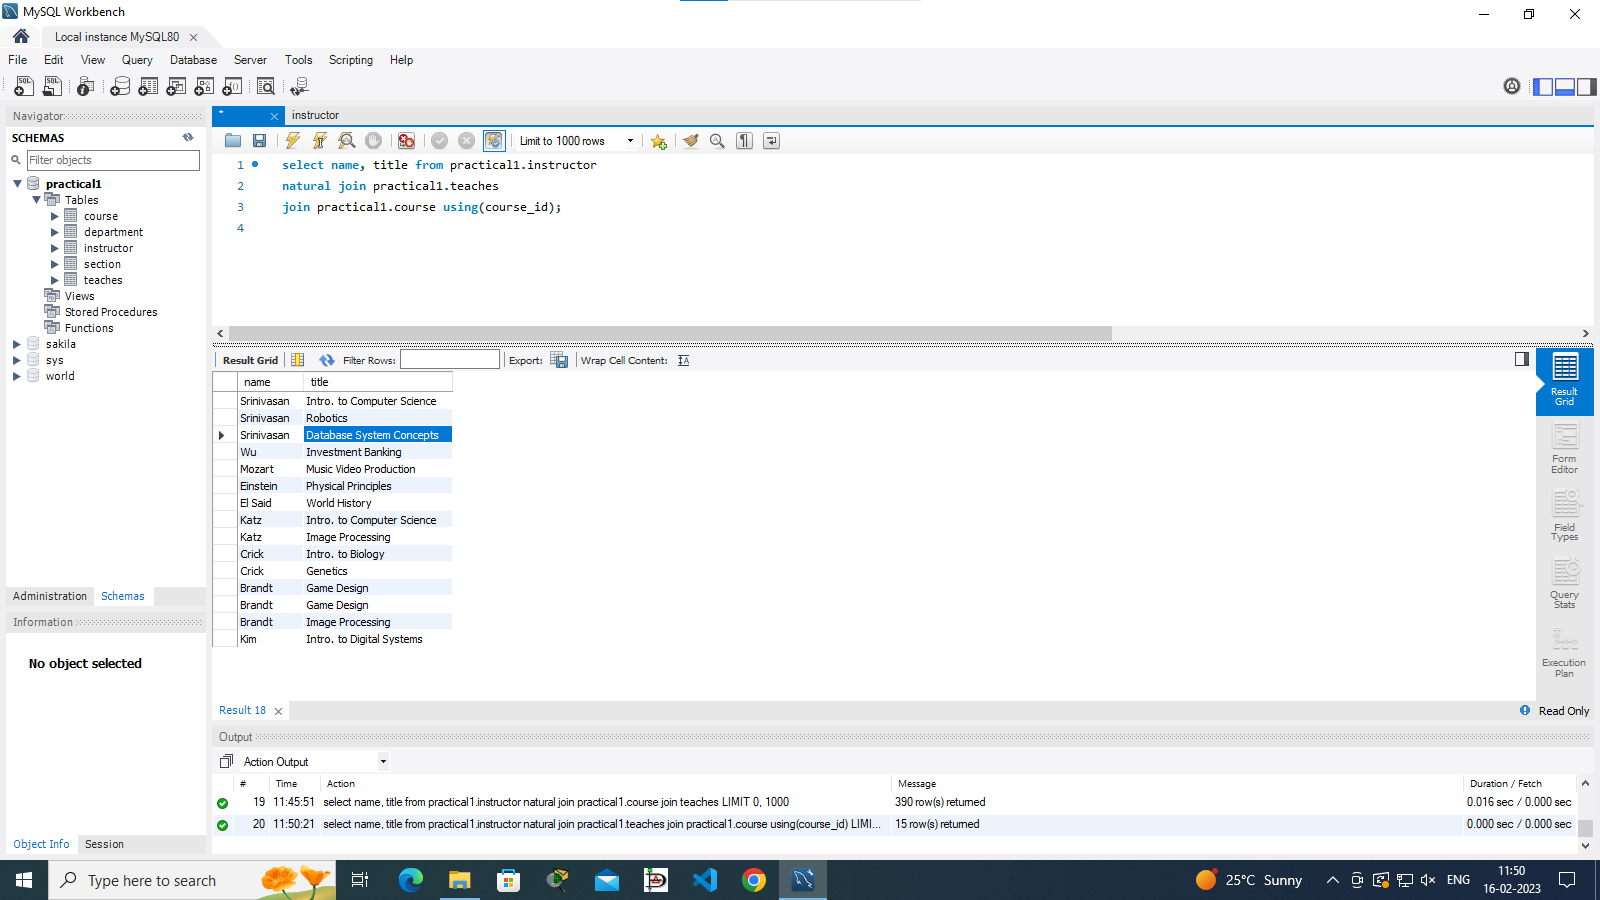 MySQL Workbench
Local instance MySQL80
File Edit View Query Database Server Tools Scripting Help
Navigator
SCHEMAS
Filter objects
practical1
Tables
course
department
instructor
section
teaches
Views
Stored Procedures
Functions
sakila
sys
world
Administration Schemas
Information
No object selected
Object Info Session
* instructor
Limit to 1000 rows
1 select name, title from practical1.instructor
2 natural join practical1.teaches
3 join practical1.course using(course_id);
4
Result Grid Filter Rows: Export: Wrap Cell Content:
name title
Srinivasan Intro. to Computer Science
Srinivasan Robotics
Srinivasan Database System Concepts
Wu Investment Banking
Mozart Music Video Production
Einstein Physical Principles
El Said World History
Katz Intro. to Computer Science
Katz Image Processing
Crick Intro. to Biology
Crick Genetics
Brandt Game Design
Brandt Game Design
Brandt Image Processing
Kim Intro. to Digital Systems
Result
Grid
Form
Editor
Field
Types
Query
Stats
Execution
Plan
Result 18
Read Only
Output
Action Output
# Time Action Message Duration / Fetch
19 11:45:51 select name, title from practical1.instructor natural join practical1.course join teaches LIMIT 0, 1000 390 row(s) returned 0.016 sec / 0.000 sec
20 11:50:21 select name, title from practical1.instructor natural join practical1.teaches join practical1.course using(course_id) LIMI... 15 row(s) returned 0.000 sec / 0.000 sec
Type here to search
25°C Sunny
ENG
11:50
16-02-2023